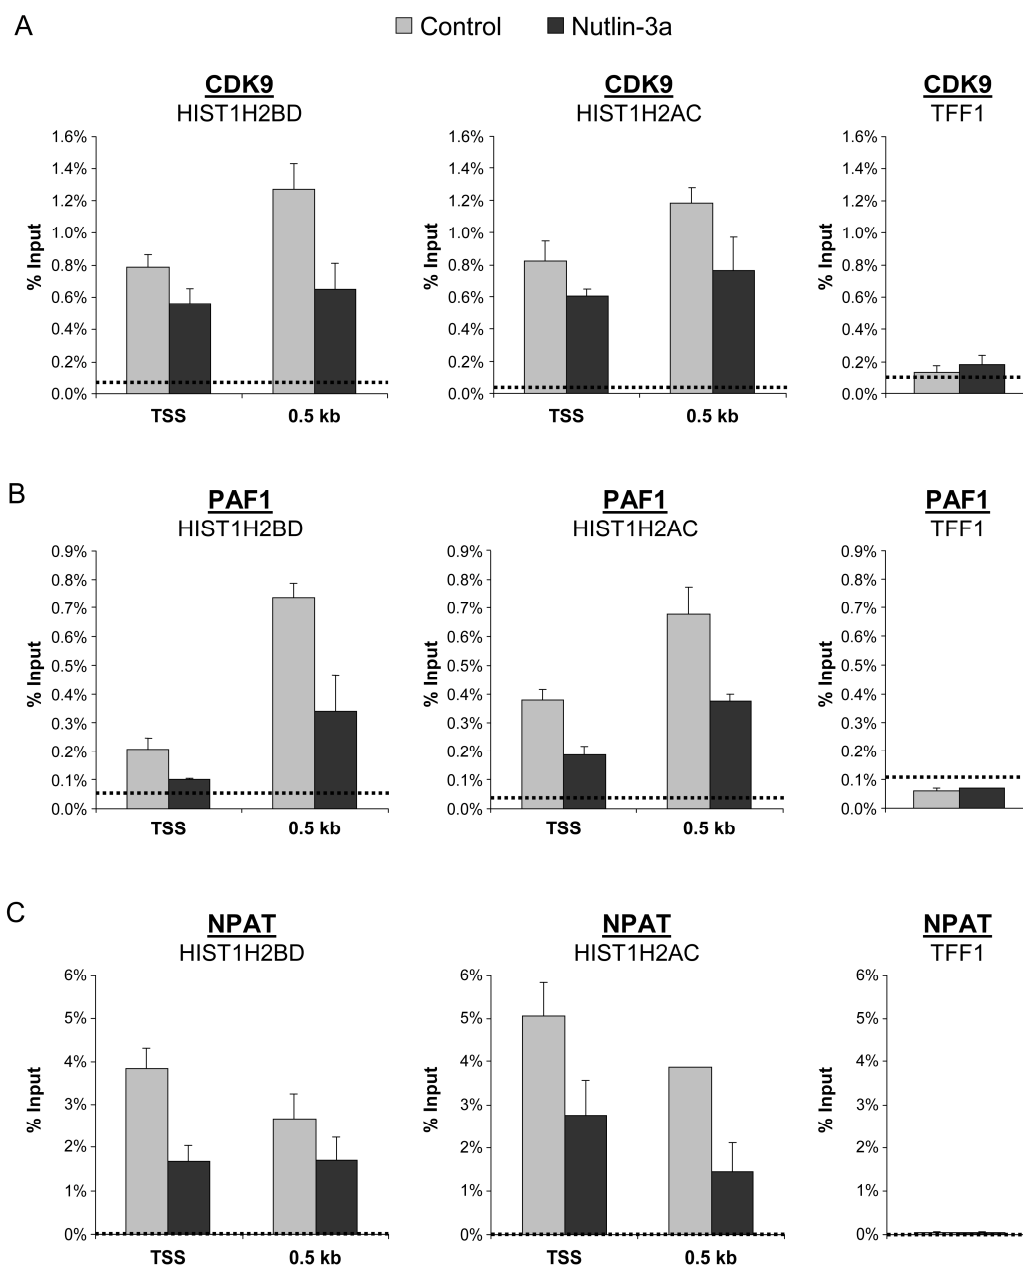 A
Control Nutlin-3a
CDK9 CDK9 CDK9
HIST1H2BD HIST1H2AC TFF1
1.6% 1.6% 1.6%
1.4% 1.4% 1.4%
1.2% 1.2% 1.2%
1.0% 1.0% 1.0%
0.8% 0.8% 0.8%
0.6% 0.6% 0.6%
0.4% 0.4% 0.4%
0.2% 0.2% 0.2%
0.0% 0.0% 0.0%
% Input % Input % Input
TSS 0.5 kb TSS 0.5 kb
B
PAF1 PAF1 PAF1
HIST1H2BD HIST1H2AC TFF1
0.9% 0.9% 0.9%
0.8% 0.8% 0.8%
0.7% 0.7% 0.7%
0.6% 0.6% 0.6%
0.5% 0.5% 0.5%
0.4% 0.4% 0.4%
0.3% 0.3% 0.3%
0.2% 0.2% 0.2%
0.1% 0.1% 0.1%
0.0% 0.0% 0.0%
% Input % Input % Input
TSS 0.5 kb TSS 0.5 kb
C
NPAT NPAT NPAT
HIST1H2BD HIST1H2AC TFF1
6% 6% 6%
5% 5% 5%
4% 4% 4%
3% 3% 3%
2% 2% 2%
1% 1% 1%
0% 0% 0%
% Input % Input % Input
TSS 0.5 kb TSS 0.5 kb